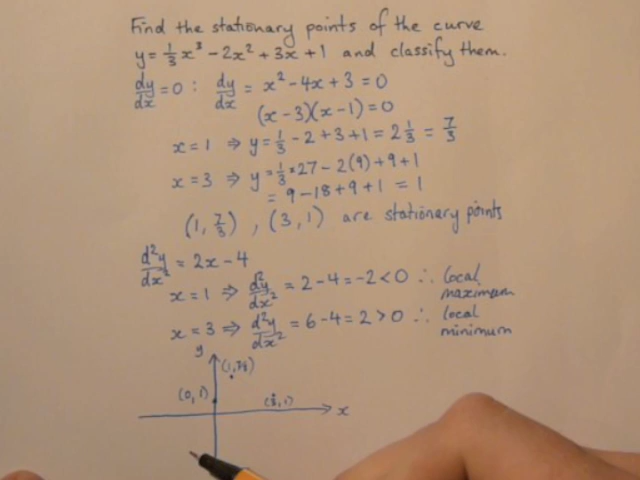 Find the stationary points of the curve
y = 1/3 x³ - 2x² + 3x + 1 and classify them.
dy/dx = 0 : dy/dx = x² - 4x + 3 = 0
(x - 3)(x - 1) = 0
x = 1 ⇒ y = 1/3 - 2 + 3 + 1 = 2 1/3 = 7/3
x = 3 ⇒ y = 1/3 × 27 - 2(9) + 9 + 1
= 9 - 18 + 9 + 1 = 1
(1, 7/3) , (3, 1) are stationary points
d²y/dx² = 2x - 4
x = 1 ⇒ d²y/dx² = 2 - 4 = -2 < 0 ∴ local
maximum
x = 3 ⇒ d²y/dx² = 6 - 4 = 2 > 0 ∴ local
minimum
y
(1, 7/3)
(0, 1)
(3, 1)
x